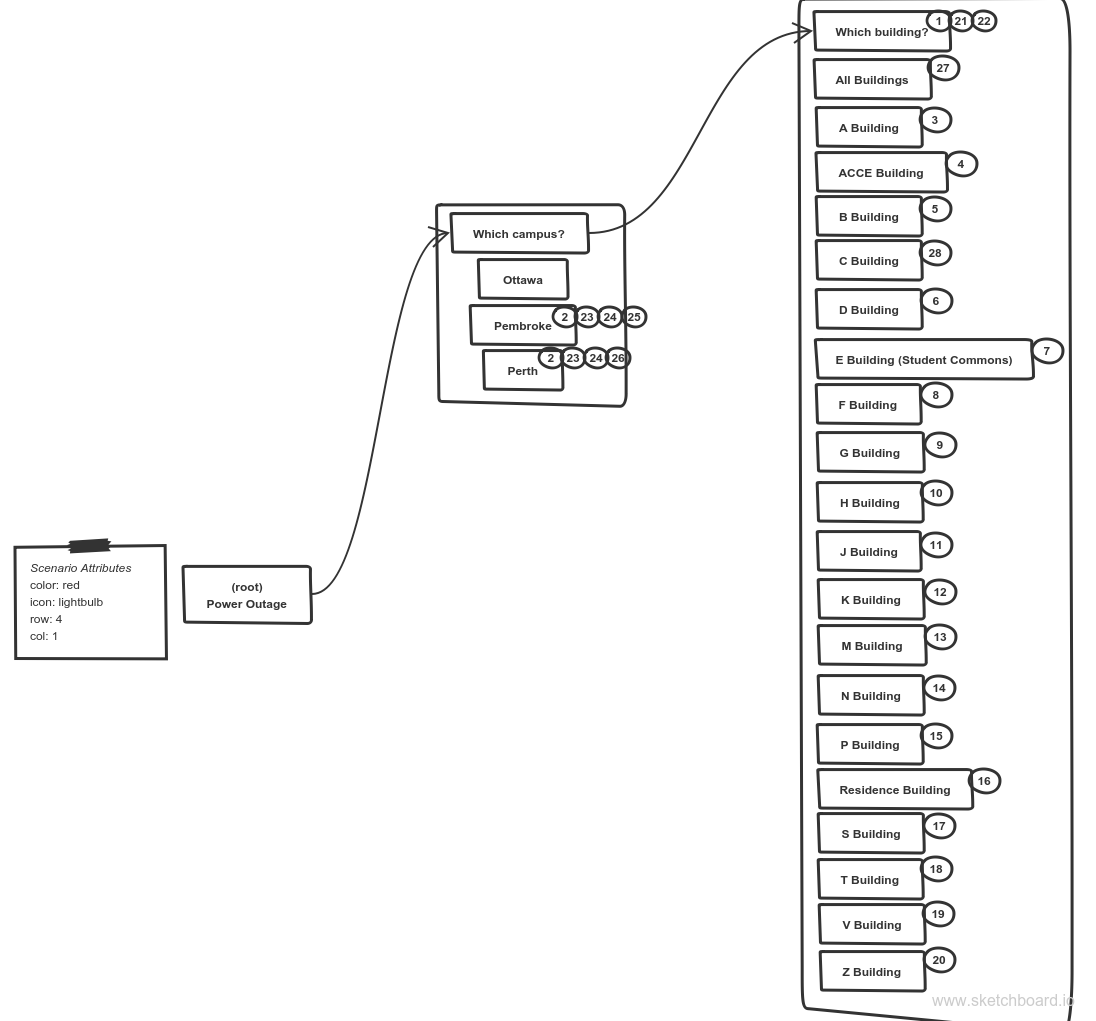 Scenario Attributes
color: red
icon: lightbulb
row: 4
col: 1
(root)
Power Outage
Which campus?
Ottawa
Pembroke 2 23 24 25
Perth 2 23 24 26
Which building? 1 21 22
All Buildings 27
A Building 3
ACCE Building 4
B Building 5
C Building 28
D Building 6
E Building (Student Commons) 7
F Building 8
G Building 9
H Building 10
J Building 11
K Building 12
M Building 13
N Building 14
P Building 15
Residence Building 16
S Building 17
T Building 18
V Building 19
Z Building 20
www.sketchboard.io